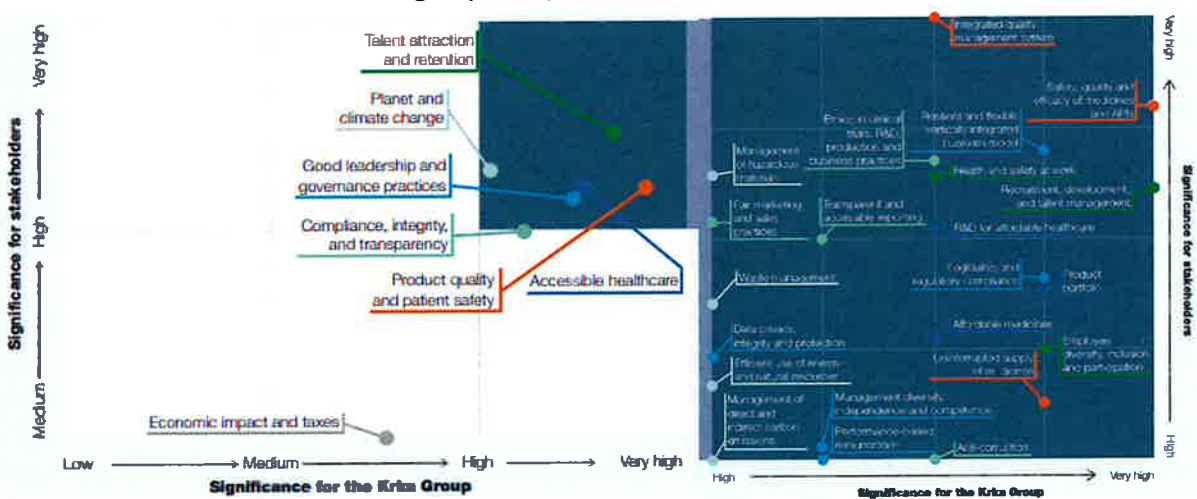 Very high
High
Medium
Significance for stakeholders
Talent attraction
and retention
Planet and
climate change
Good leadership and
governance practices
Compliance, integrity,
and transparency
Product quality
and patient safety
Accessible healthcare
Economic impact and taxes
Low
Medium
High
Very high
Significance for the Krka Group
Integrated quality
management system
Safety, quality and
efficacy of medicines
and APIs
Ethics in clinical
trials, R&D,
production, and
business practices
Resilient and flexible
vertically integrated
business model
Management
of hazardous
materials
Health and safety at work
Recruitment, development,
and talent management
Fair marketing
and sales
practices
Transparent and
accessible reporting
R&D for affordable healthcare
Waste management
Legislative and
regulatory compliance
Product
portfolio
Data privacy,
integrity and protection
Affordable medicines
Employee
diversity, inclusion
and participation
Efficient use of energy
and natural resources
Uninterrupted supply
of medicines
Management of
direct and
indirect carbon
emissions
Management diversity,
independence and competence
Performance-based
remuneration
Anti-corruption
High
Very high
Significance for the Krka Group
Very high
Significance for stakeholders
High